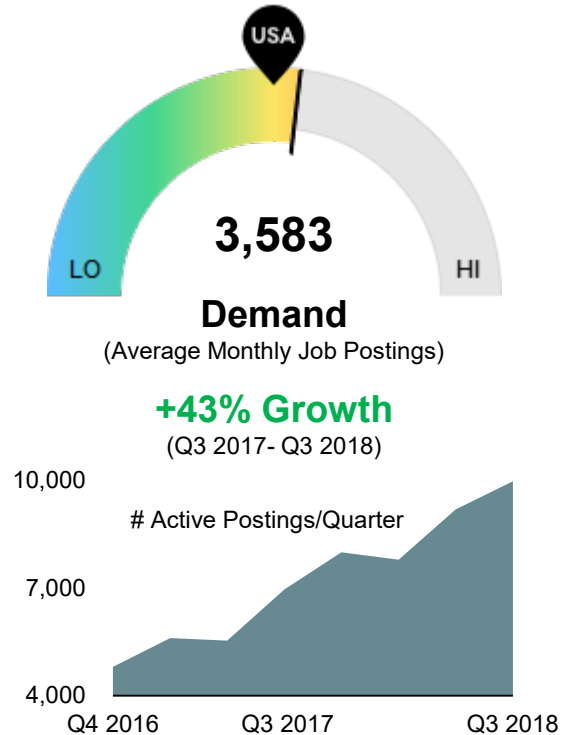 USA
3,583
LO
HI
Demand
(Average Monthly Job Postings)
+43% Growth
(Q3 2017- Q3 2018)
10,000
# Active Postings/Quarter
7,000
4,000
Q4 2016
Q3 2017
Q3 2018